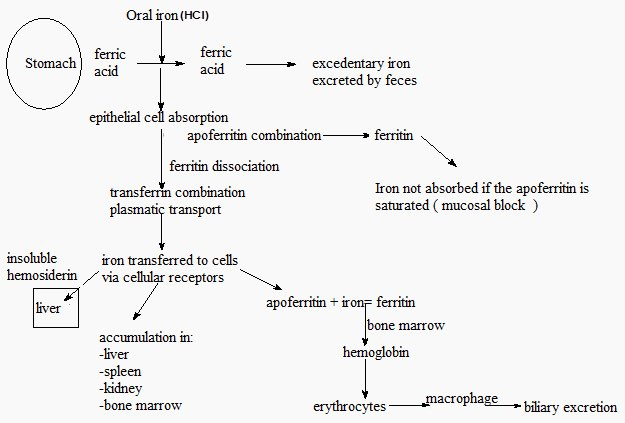 Oral iron (HCl)
Stomach
ferric
acid
ferric
acid
excedentary iron
excreted by feces
epithelial cell absorption
apoferritin combination
ferritin
ferritin dissociation
Iron not absorbed if the apoferritin is
saturated ( mucosal block )
transferrin combination
plasmatic transport
insoluble
hemosiderin
liver
iron transferred to cells
via cellular receptors
apoferritin + iron= ferritin
bone marrow
hemoglobin
accumulation in:
-liver
-spleen
-kidney
-bone marrow
erythrocytes
macrophage
biliary excretion